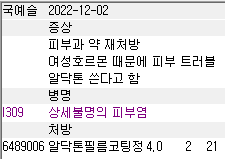 국예슬 2022-12-02
증상
피부과 약 재처방
여성호르몬 때문에 피부 트러블
알닥톤 쓴다고 함
병명
l309 상세불명의 피부염
처방
6489006 알닥톤필름코팅정 4,0 2 21